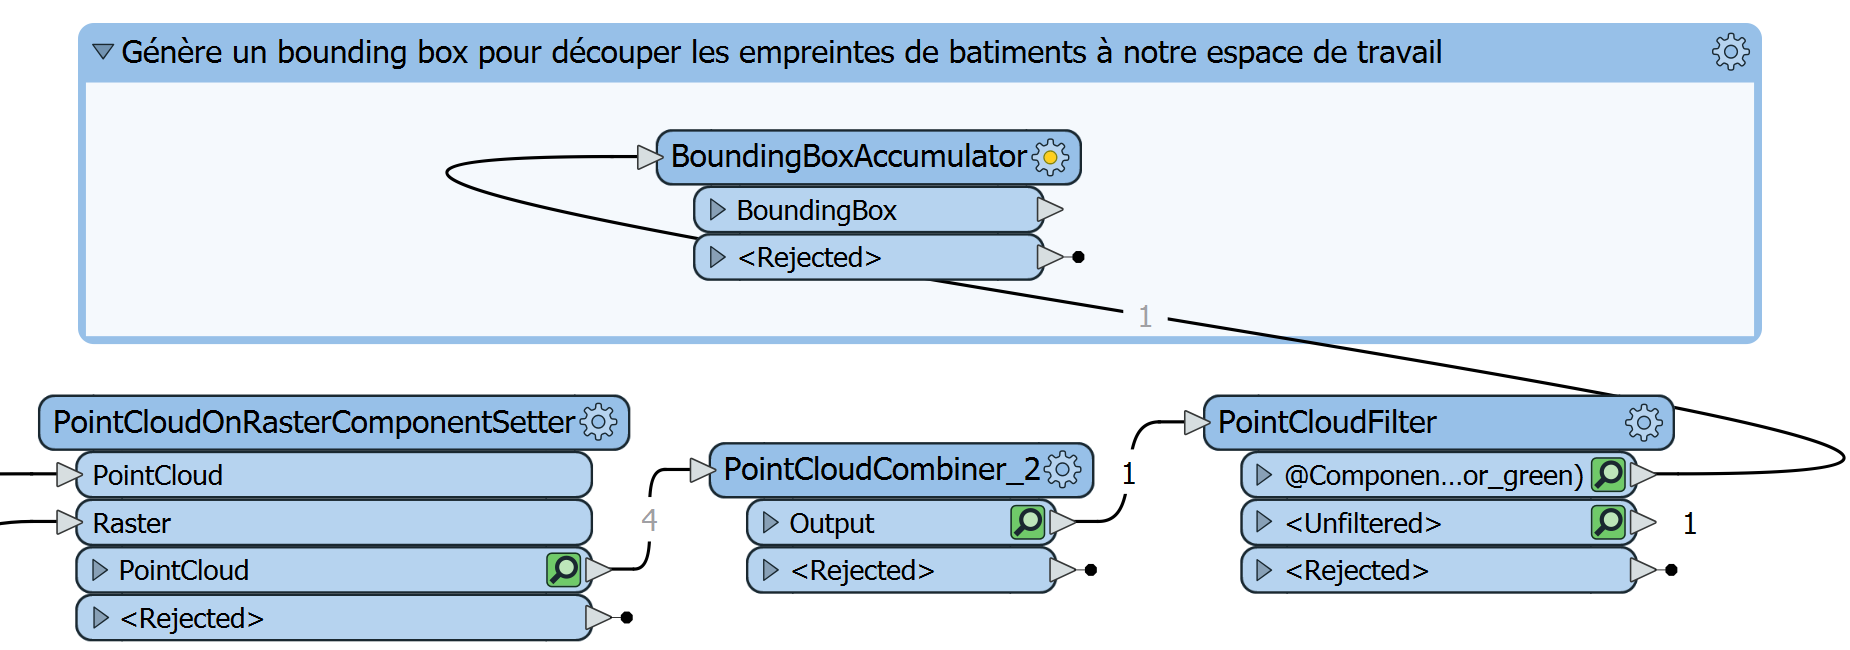 Génère un bounding box pour découper les empreintes de batiments à notre espace de travail
BoundingBoxAccumulator
BoundingBox
<Rejected>
1
PointCloudOnRasterComponentSetter
PointCloud
Raster
PointCloud
<Rejected>
4
PointCloudCombiner_2
Output
<Rejected>
1
PointCloudFilter
@Componen...or_green)
<Unfiltered>
1
<Rejected>